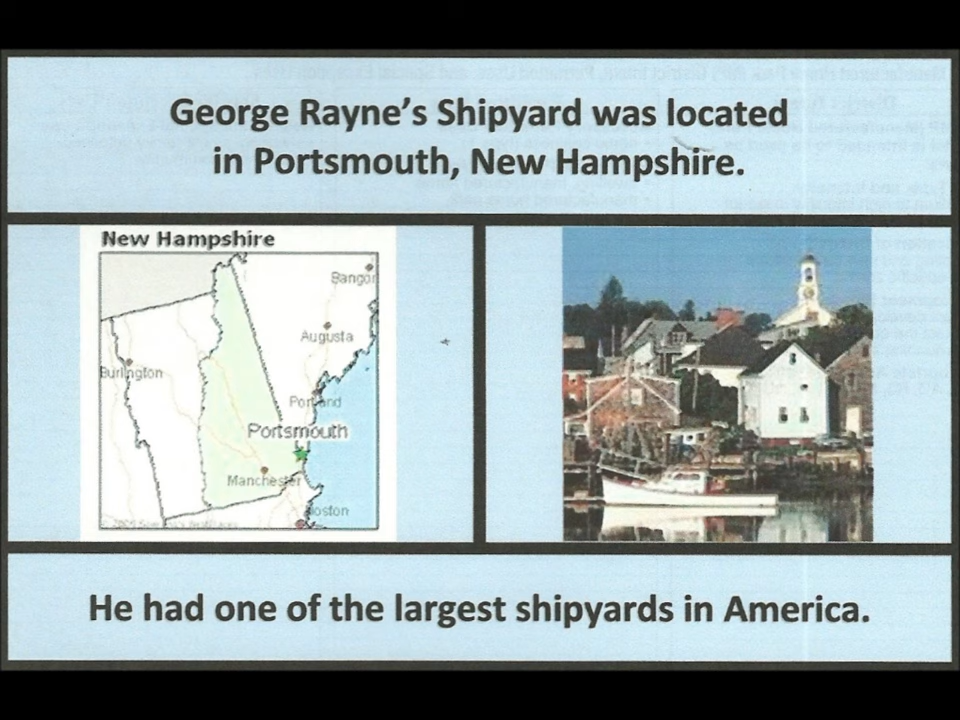 George Rayne's Shipyard was located
in Portsmouth, New Hampshire.
New Hampshire
Bangor
Augusta
Burlington
Portland
Portsmouth
Manchester
Boston
He had one of the largest shipyards in America.